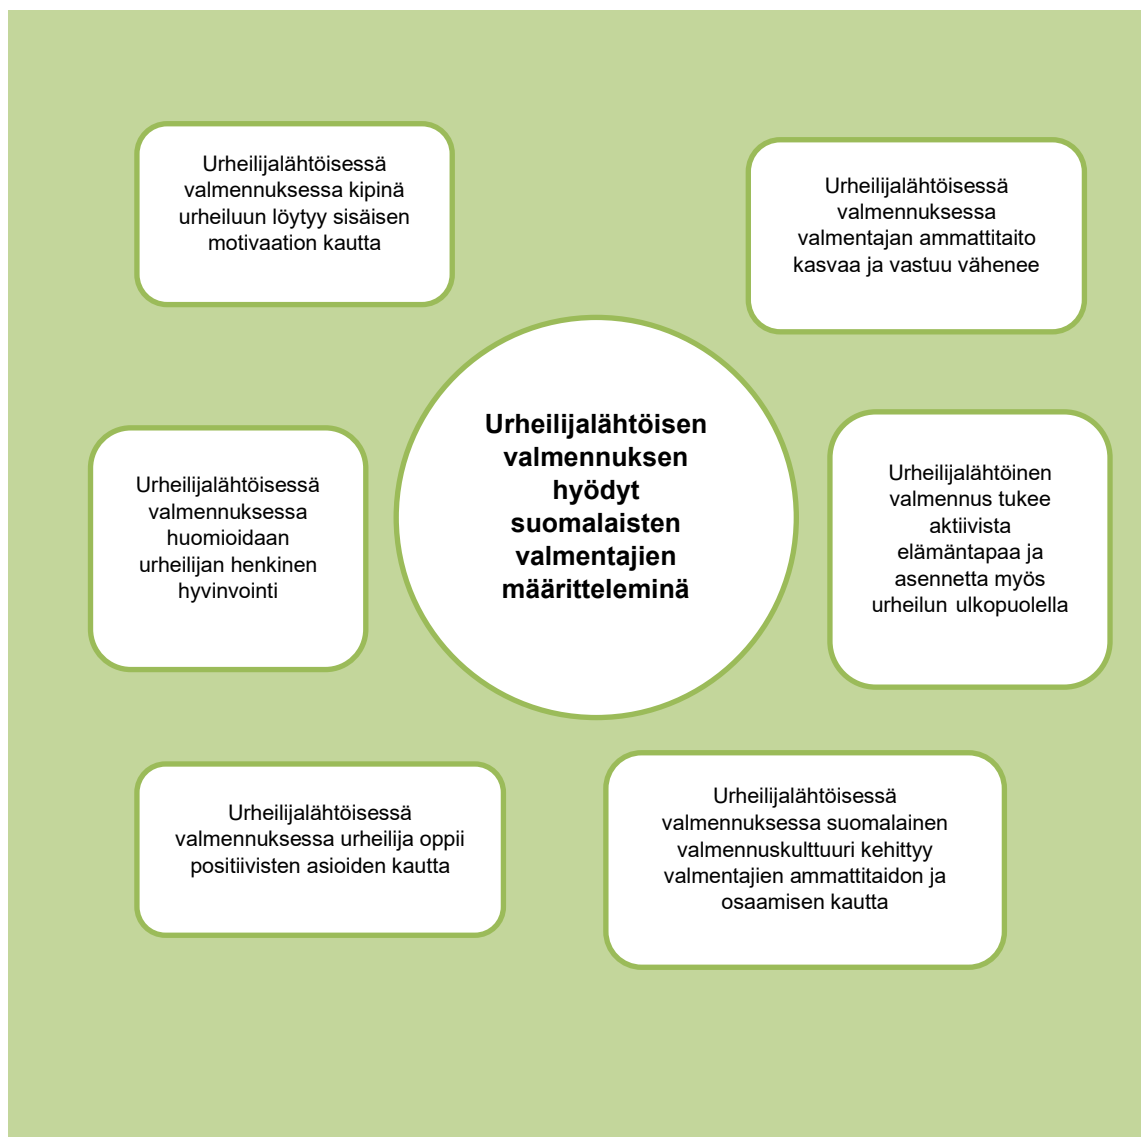 Urheilijalähtöisessä
valmennuksessa kipinä
urheiluun löytyy sisäisen
motivaation kautta
Urheilijalähtöisessä
valmennuksessa
valmentajan ammattitaito
kasvaa ja vastuu vähenee
Urheilijalähtöisen
valmennuksen
hyödyt
suomalaisten
valmentajien
määritteleminä
Urheilijalähtöisessä
valmennuksessa
huomioidaan
urheilijan henkinen
hyvinvointi
Urheilijalähtöinen
valmennus tukee
aktiivista
elämäntapaa ja
asennetta myös
urheilun ulkopuolella
Urheilijalähtöisessä
valmennuksessa urheilija oppii
positiivisten asioiden kautta
Urheilijalähtöisessä
valmennuksessa suomalainen
valmennuskulttuuri kehittyy
valmentajien ammattitaidon ja
osaamisen kautta